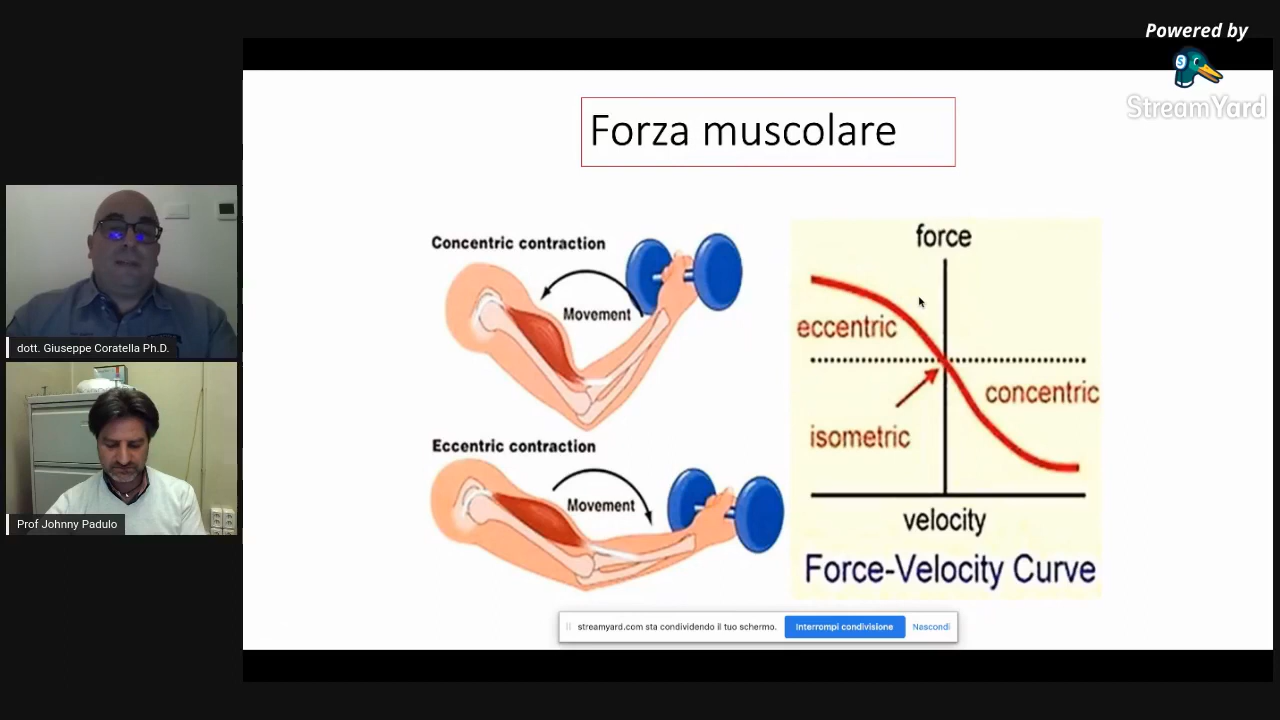 Powered by
StreamYard
Forza muscolare
Concentric contraction
Movement
Eccentric contraction
Movement
force
eccentric
concentric
isometric
velocity
Force-Velocity Curve
dott. Giuseppe Coratella Ph.D.
Prof Johnny Padulo
streamyard.com sta condividendo il tuo schermo.
Interrompi condivisione
Nascondi